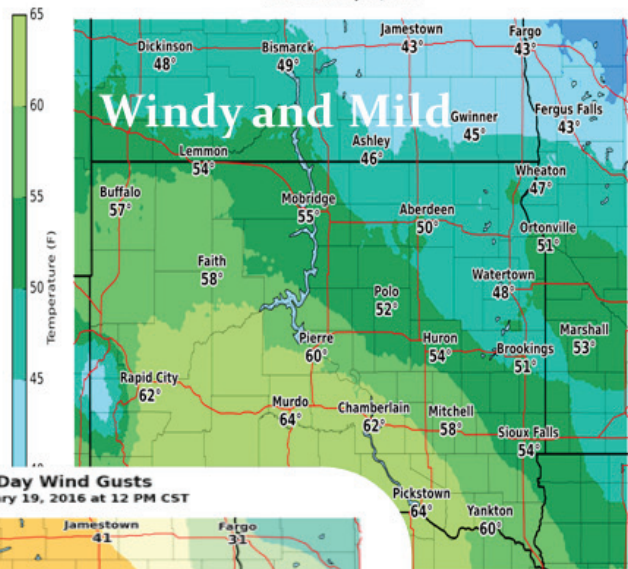 65
60
55
50
45
Temperature (F)
Windy and Mild
Dickinson
48°
Bismarck
49°
Jamestown
43°
Fargo
43°
Gwinner
45°
Fergus Falls
43°
Ashley
46°
Lemmon
54°
Wheaton
47°
Buffalo
57°
Mobridge
55°
Aberdeen
50°
Ortonville
51°
Faith
58°
Watertown
48°
Polo
52°
Marshall
53°
Pierre
60°
Huron
54°
Brookings
51°
Rapid City
62°
Murdo
64°
Chamberlain
62°
Mitchell
58°
Sioux Falls
54°
Pickstown
64°
Yankton
60°
Day Wind Gusts
ry 19, 2016 at 12 PM CST
Jamestown
41
Fargo
31